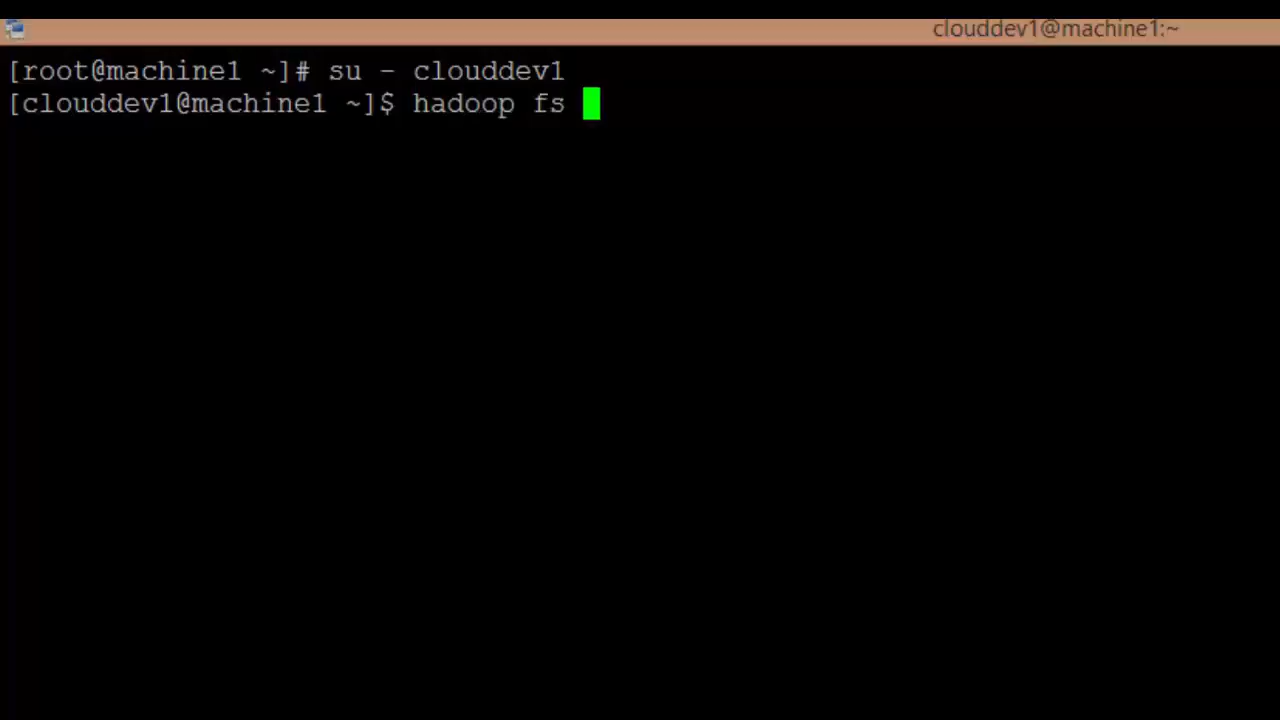 clouddev1@machine1:~
[root@machine1 ~]# su - clouddev1
[clouddev1@machine1 ~]$ hadoop fs